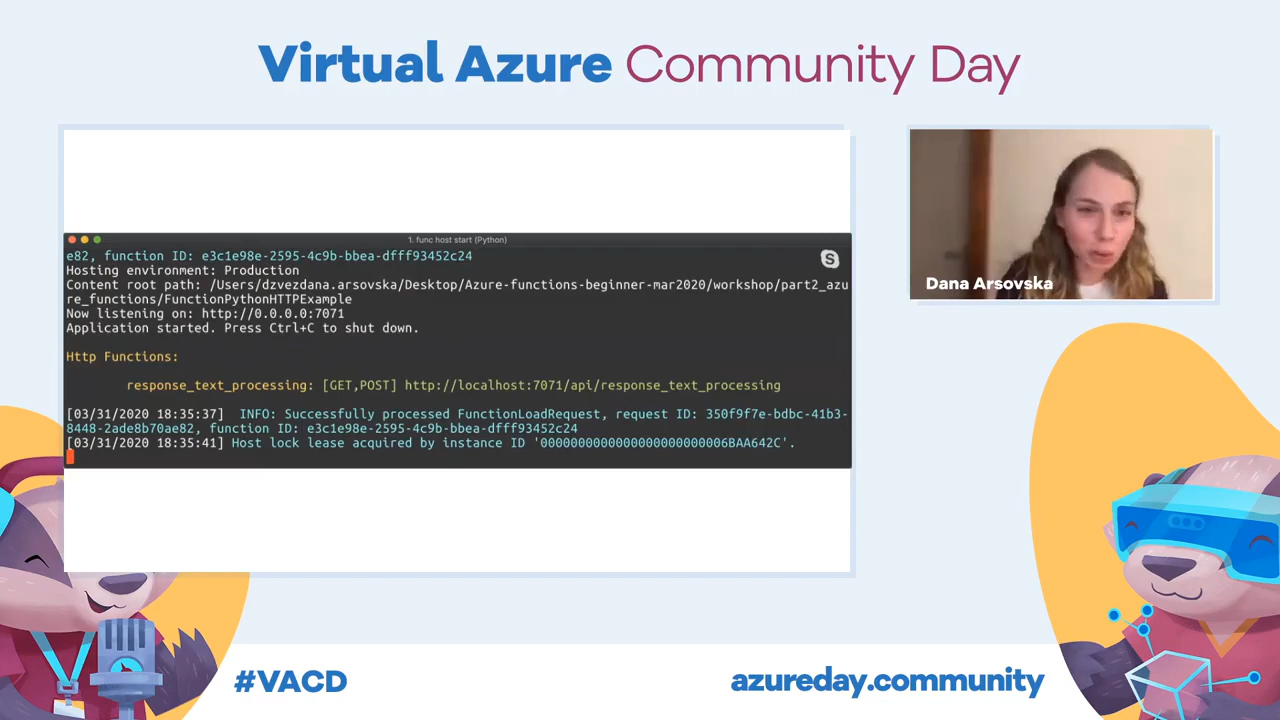 Virtual Azure Community Day
1. func host start (Python)
e82, function ID: e3c1e98e-2595-4c9b-bbea-dfff93452c24
Hosting environment: Production
Content root path: /Users/dzvezdana.arsovska/Desktop/Azure-functions-beginner-mar2020/workshop/part2_azu
re_functions/FunctionPythonHTTPExample
Now listening on: http://0.0.0.0:7071
Application started. Press Ctrl+C to shut down.
Http Functions:
response_text_processing: [GET,POST] http://localhost:7071/api/response_text_processing
[03/31/2020 18:35:37]  INFO: Successfully processed FunctionLoadRequest, request ID: 350f9f7e-bdbc-41b3-
8448-2ade8b70ae82, function ID: e3c1e98e-2595-4c9b-bbea-dfff93452c24
[03/31/2020 18:35:41] Host lock lease acquired by instance ID '0000000000000000000000006BAA642C'.
S
Dana Arsovska
#VACD
azureday.community